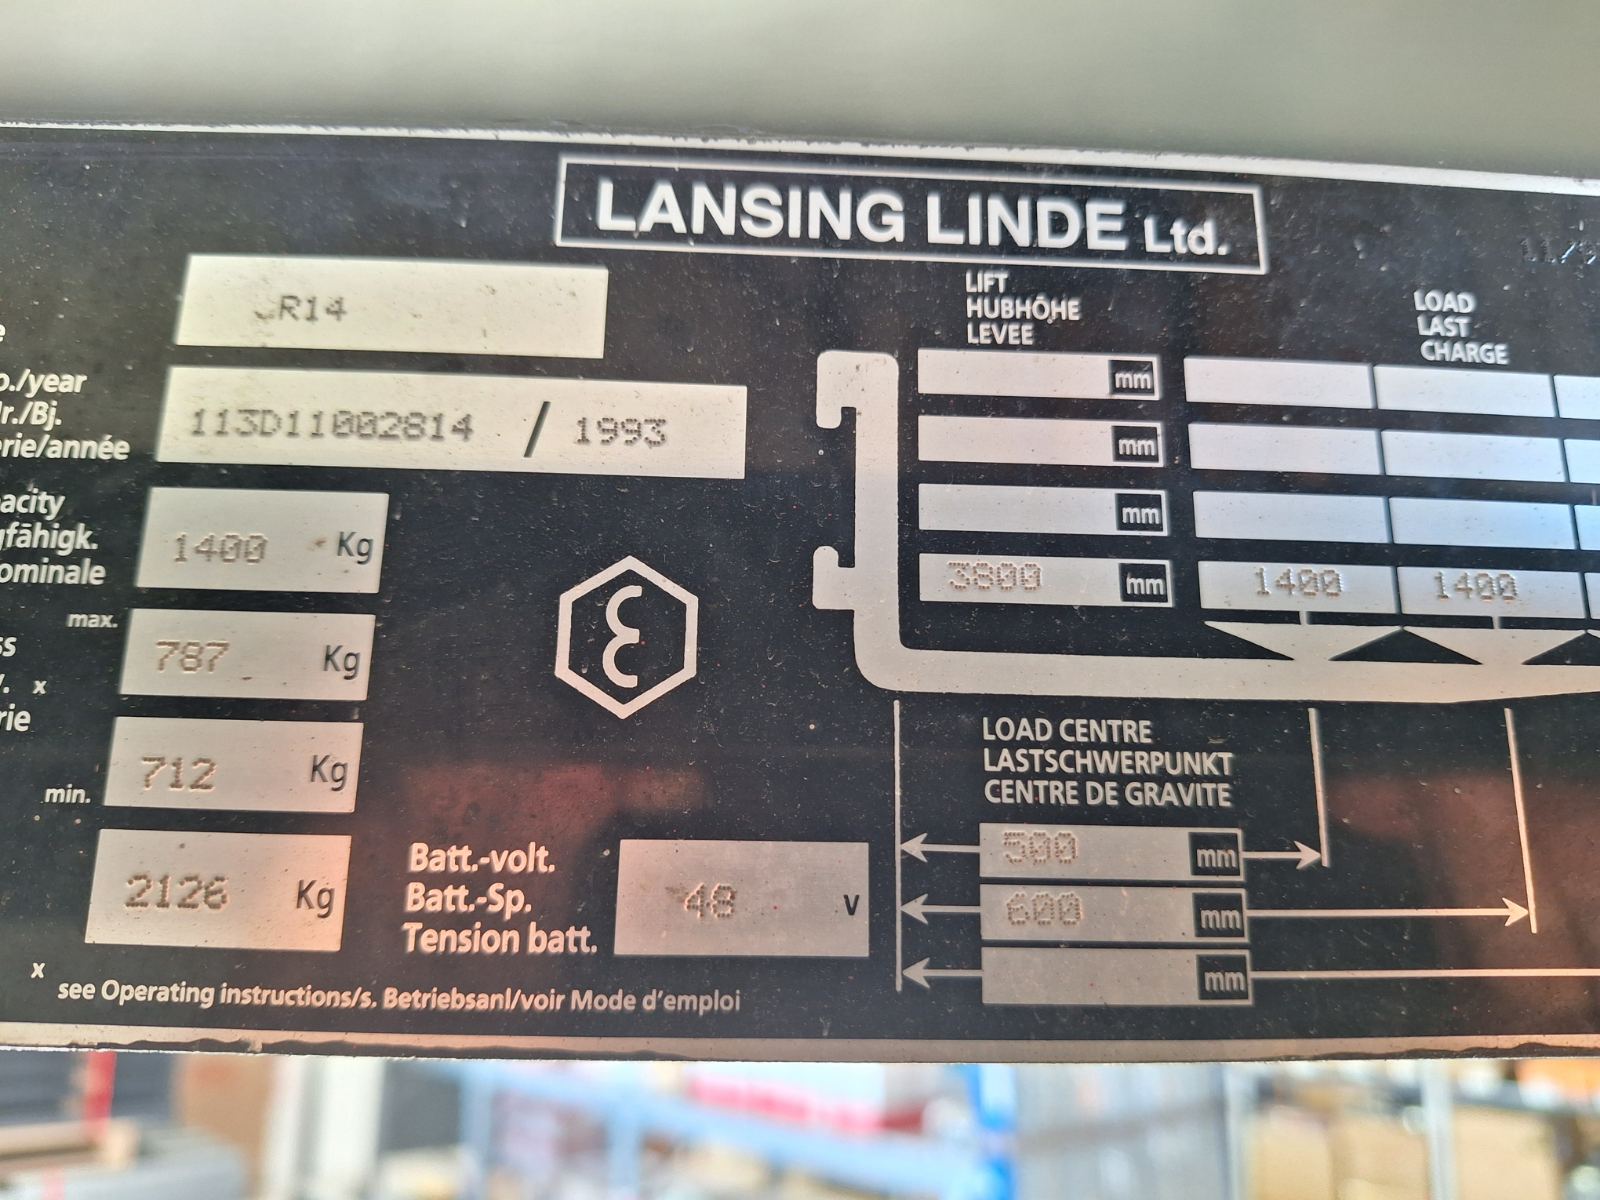 LANSING LINDE Ltd.
R14
o./year
r./Bj.
erie/année
113D11002814 / 1993
acity
gfähigk.
ominale
1400 Kg
max.
ss
x
rie
787 Kg
min.
712 Kg
2126 Kg
Batt.-volt.
Batt.-Sp.
Tension batt.
48 v
x see Operating instructions/s. Betriebsanl/voir Mode d'emploi
LIFT
HUBHÖHE
LEVEE
LOAD
LAST
CHARGE
mm
mm
mm
3800 mm 1400 1400
LOAD CENTRE
LASTSCHWERPUNKT
CENTRE DE GRAVITE
500 mm
600 mm
mm